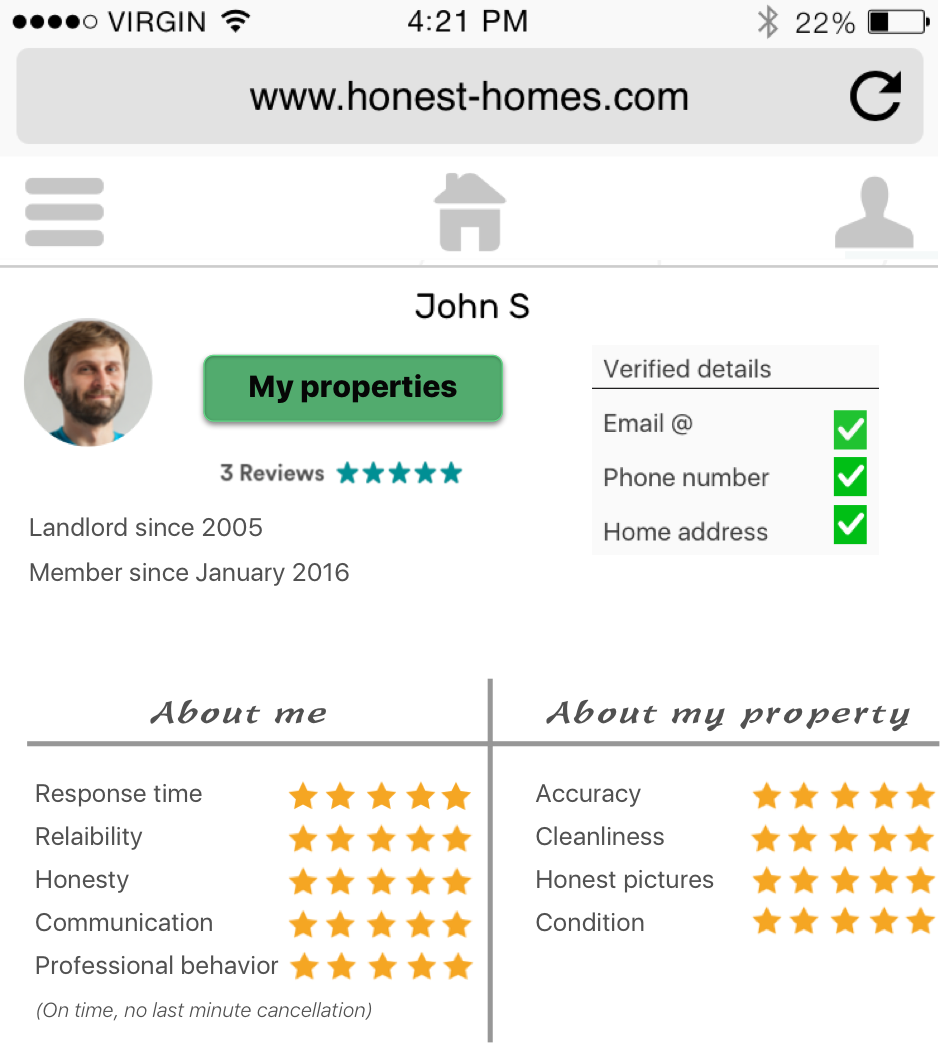 VIRGIN 4:21 PM 22%
www.honest-homes.com
John S
My properties
3 Reviews
Landlord since 2005
Member since January 2016
Verified details
Email @
Phone number
Home address
About me
Response time
Relaibility
Honesty
Communication
Professional behavior
(On time, no last minute cancellation)
About my property
Accuracy
Cleanliness
Honest pictures
Condition